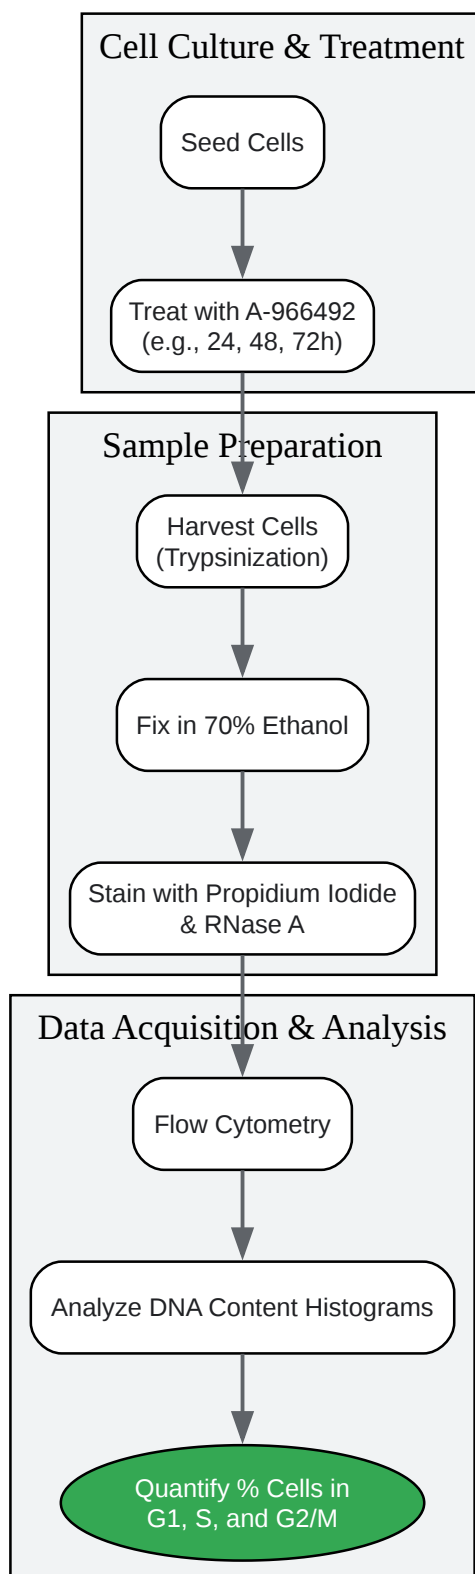 Cell Culture & Treatment
Seed Cells
Treat with A-966492
(e.g., 24, 48, 72h)
Sample Preparation
Harvest Cells
(Trypsinization)
Fix in 70% Ethanol
Stain with Propidium Iodide
& RNase A
Data Acquisition & Analysis
Flow Cytometry
Analyze DNA Content Histograms
Quantify % Cells in
G1, S, and G2/M